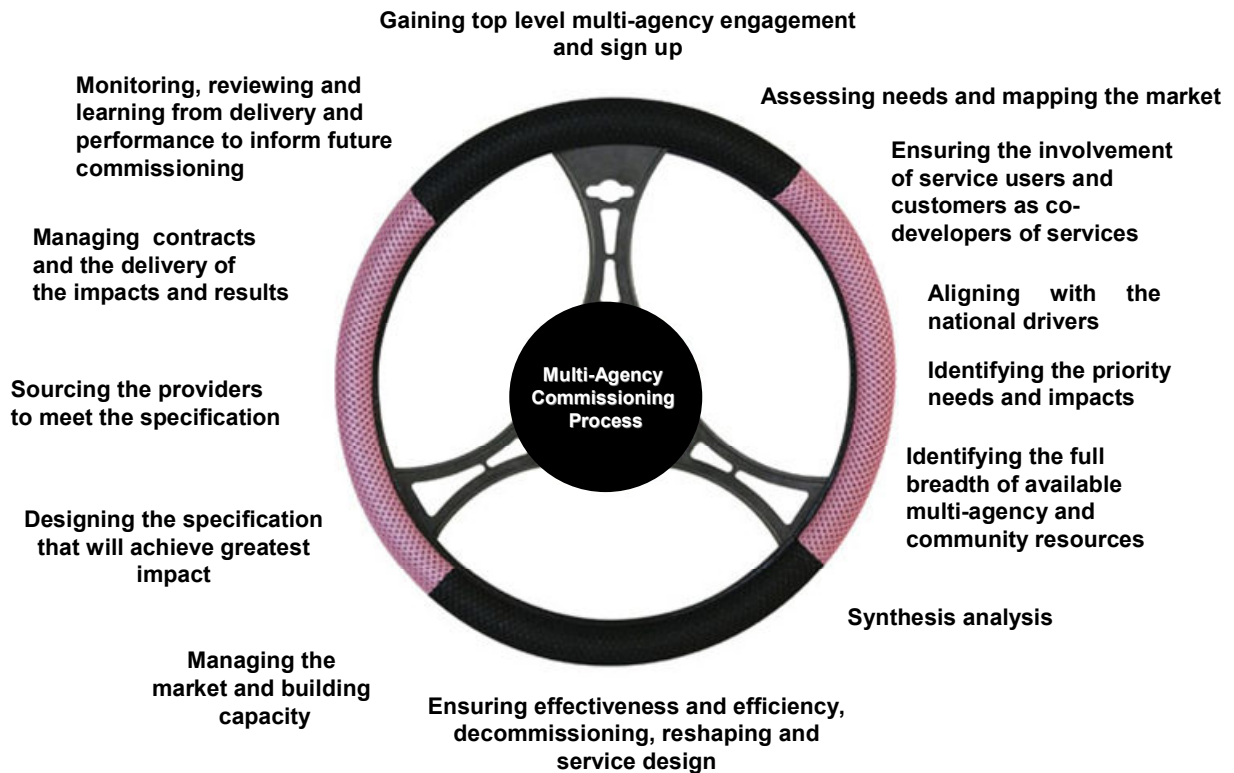 Gaining top level multi-agency engagement
and sign up
Assessing needs and mapping the market
Ensuring the involvement
of service users and
customers as co-
developers of services
Aligning with the
national drivers
Identifying the priority
needs and impacts
Identifying the full
breadth of available
multi-agency and
community resources
Synthesis analysis
Ensuring effectiveness and efficiency,
decommissioning, reshaping and
service design
Managing the
market and building
capacity
Designing the specification
that will achieve greatest
impact
Sourcing the providers
to meet the specification
Managing contracts
and the delivery of
the impacts and results
Monitoring, reviewing and
learning from delivery and
performance to inform future
commissioning
Multi-Agency
Commissioning
Process